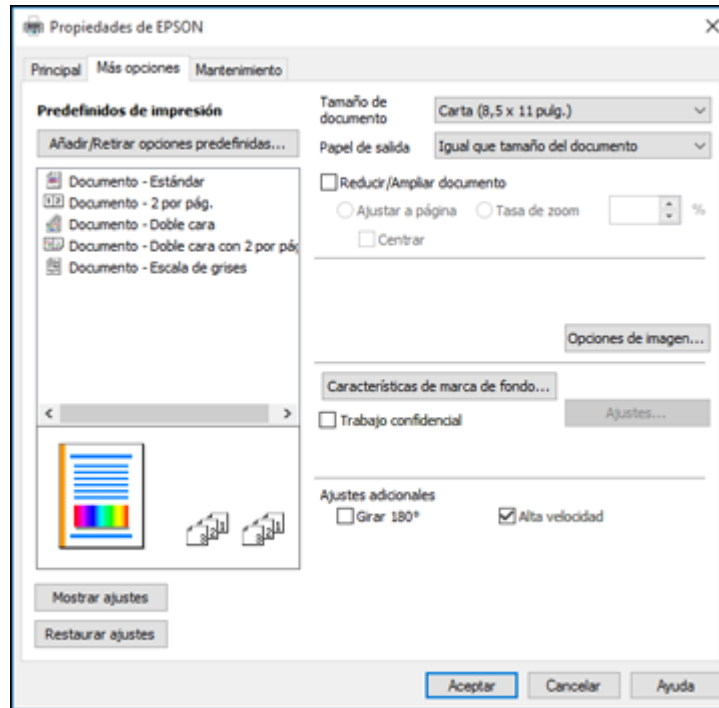 Propiedades de EPSON
Principal
Más opciones
Mantenimiento
Predefinidos de impresión
Añadir/Retirar opciones predefinidas...
Documento - Estándar
Documento - 2 por pág.
Documento - Doble cara
Documento - Doble cara con 2 por pág
Documento - Escala de grises
Mostrar ajustes
Restaurar ajustes
Tamaño de
documento
Carta (8,5 x 11 pulg.)
Papel de salida
Igual que tamaño del documento
Reducir/Ampliar documento
Ajustar a página
Tasa de zoom
%
Centrar
Opciones de imagen...
Características de marca de fondo...
Trabajo confidencial
Ajustes...
Ajustes adicionales
Girar 180°
Alta velocidad
Aceptar
Cancelar
Ayuda